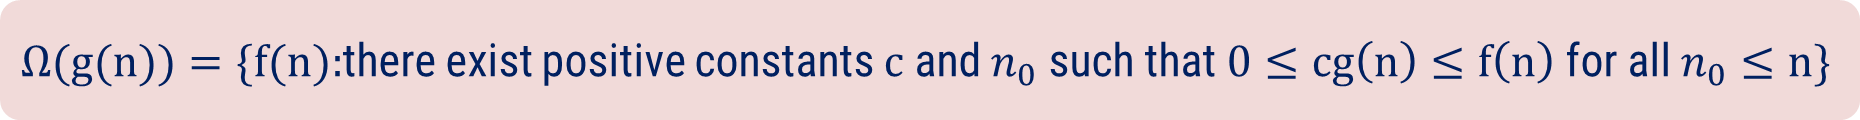 Ω(g(n)) = {f(n):there exist positive constants c and n₀ such that 0 ≤ cg(n) ≤ f(n) for all n₀ ≤ n}